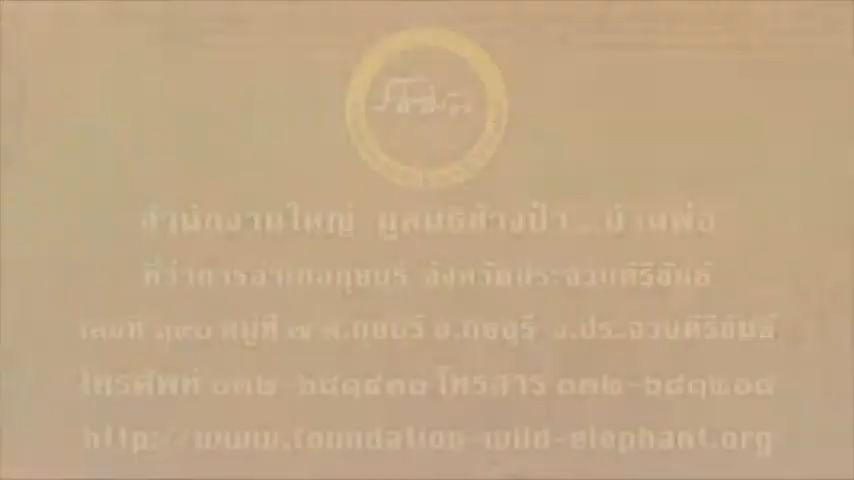 สำนักงานใหญ่ มูลนิธิช้างป่า...บ้านพ่อ
ที่ว่าการอำเภอกุยบุรี จังหวัดประจวบคีรีขันธ์
เลขที่ ๑๓๐ หมู่ที่ ๗ ต.กุยบุรี อ.กุยบุรี จ.ประจวบคีรีขันธ์
โทรศัพท์ โทรสาร
http://www.foundation-wild-elephant.org